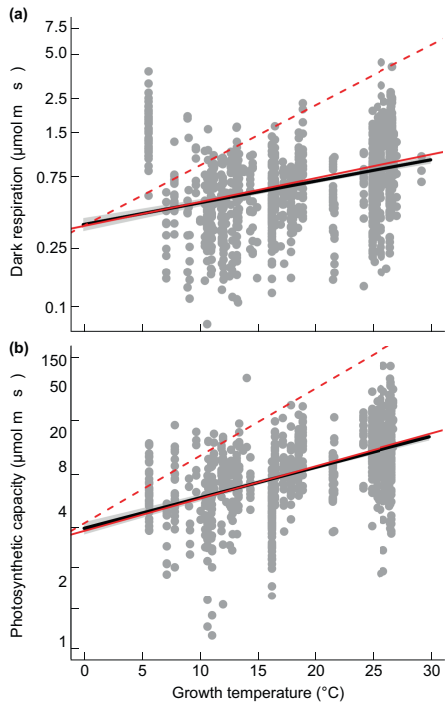 (a)
7.5
5.0
2.5
1.5
0.75
0.25
0.1
Dark respiration (µmol m s)
(b)
150
50
20
8
4
2
1
Photosynthetic capacity (µmol m s)
0 5 10 15 20 25 30
Growth temperature (°C)